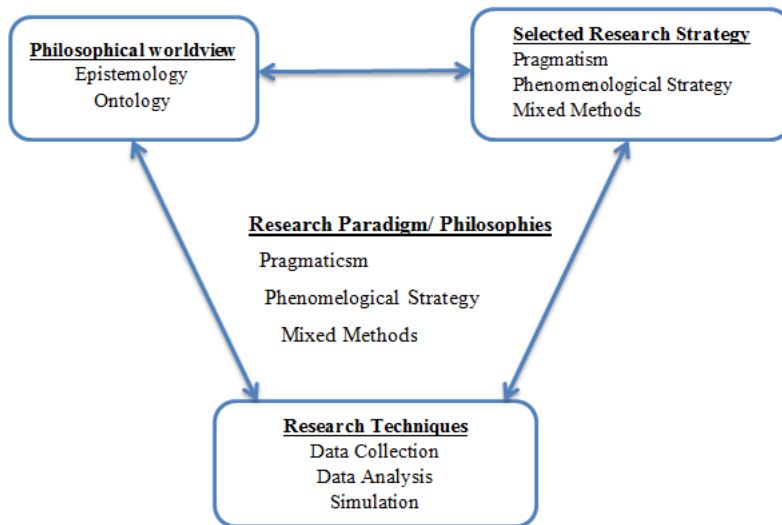 Philosophical worldview
Epistemology
Ontology
Selected Research Strategy
Pragmatism
Phenomenological Strategy
Mixed Methods
Research Paradigm/ Philosophies
Pragmaticsm
Phenomelogical Strategy
Mixed Methods
Research Techniques
Data Collection
Data Analysis
Simulation